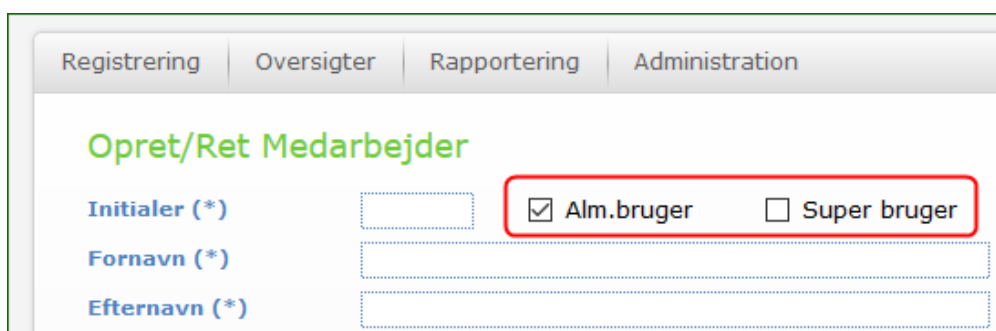 Registrering Oversigter Rapportering Administration
Opret/Ret Medarbejder
Initialer (*) Alm.bruger Super bruger
Fornavn (*)
Efternavn (*)